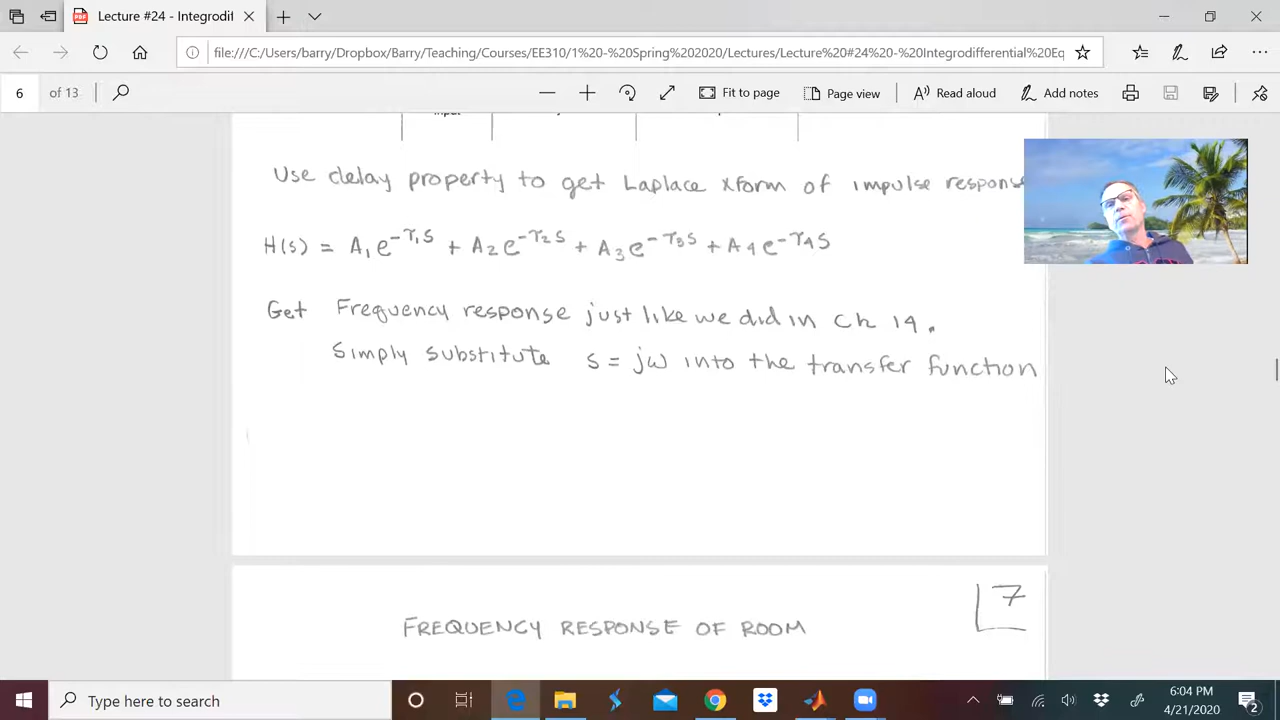 Lecture #24 - Integrodif
file:///C:/Users/barry/Dropbox/Barry/Teaching/Courses/EE310/1%20-%20Spring%202020/Lectures/Lecture%20#24%20-%20Integrodifferential%20Eq
6 of 13
Fit to page
Page view
Read aloud
Add notes
Use delay property to get Laplace xform of impulse respons
H(s) = A₁e^{-τ₁s} + A₂e^{-τ₂s} + A₃e^{-τ₃s} + A₄e^{-τ₄s}
Get Frequency response just like we did in Ch 14.
Simply substitute s = jω into the transfer function
7
FREQUENCY RESPONSE OF ROOM
Type here to search
6:04 PM
4/21/2020
2